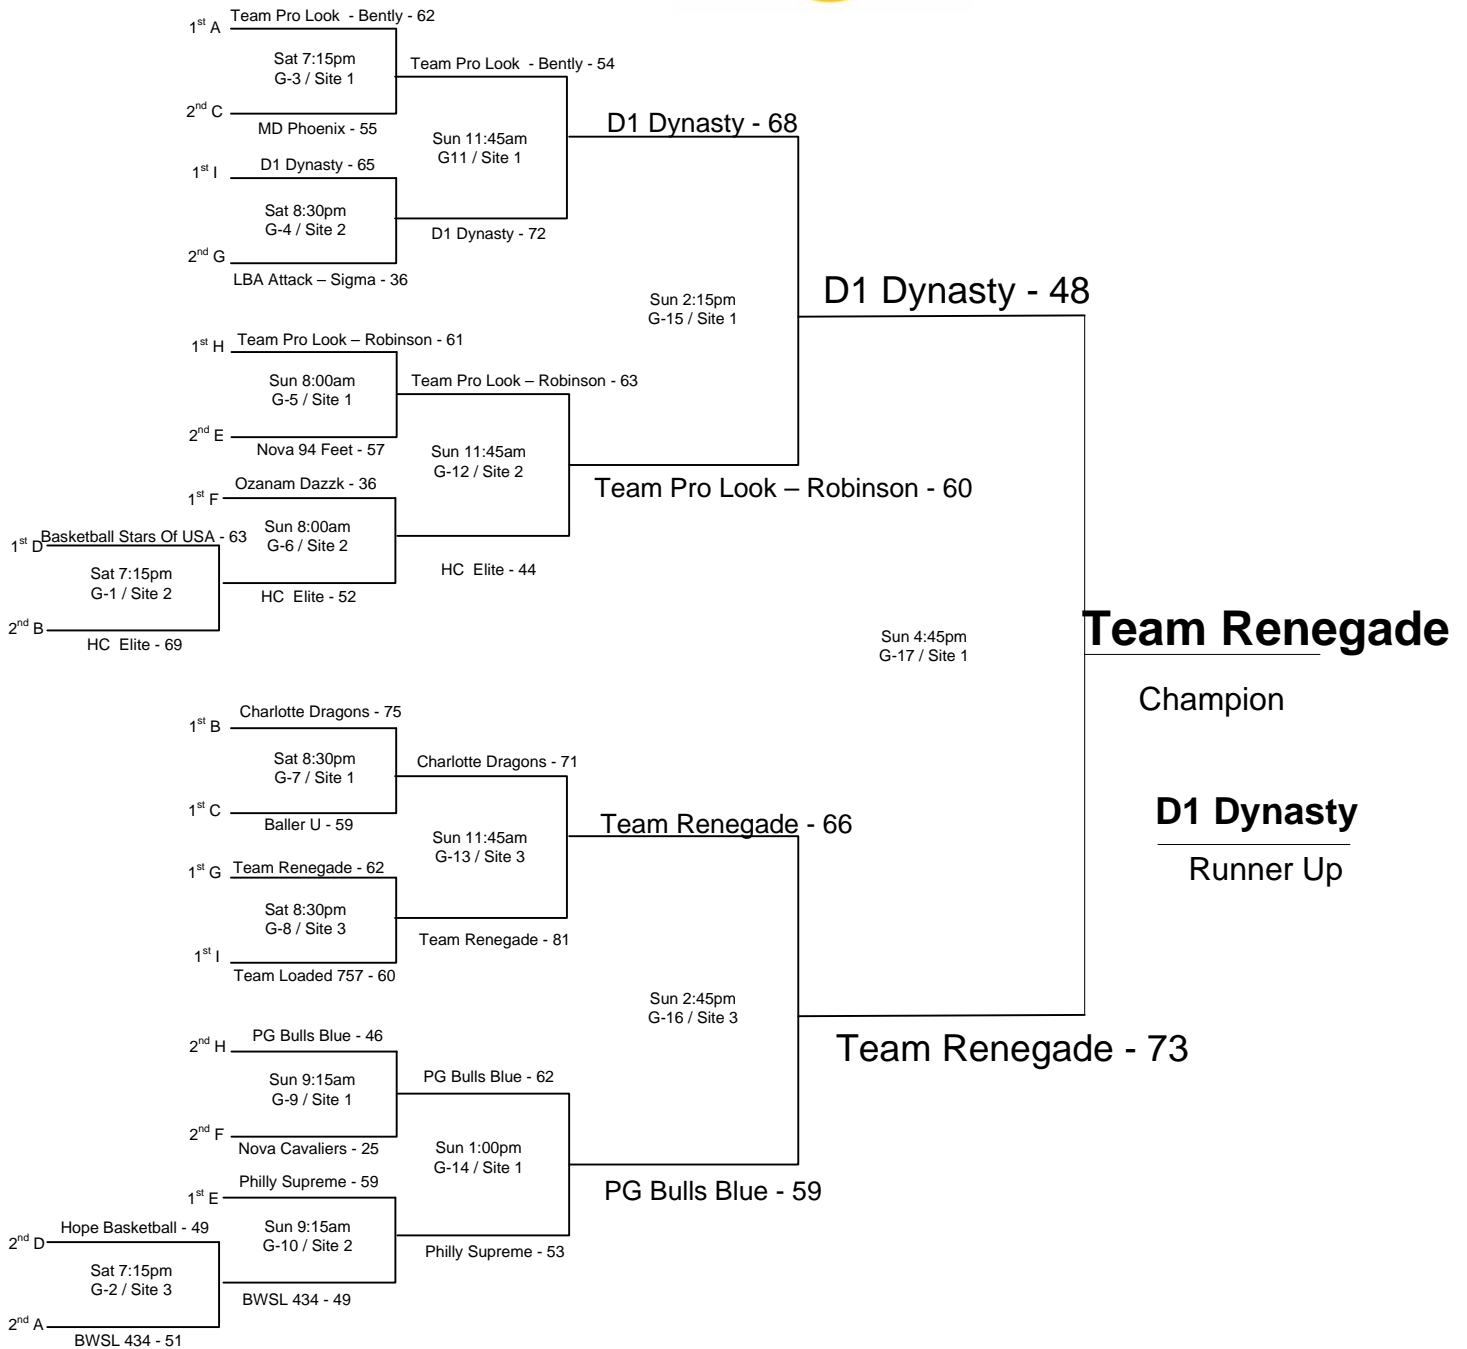 Team Pro Look - Bently - 62
1st A
Sat 7:15pm
G-3 / Site 1
Team Pro Look - Bently - 54
2nd C
MD Phoenix - 55
D1 Dynasty - 68
Sun 11:45am
G11 / Site 1
1st I
D1 Dynasty - 65
Sat 8:30pm
G-4 / Site 2
D1 Dynasty - 72
2nd G
LBA Attack – Sigma - 36
Sun 2:15pm
G-15 / Site 1
D1 Dynasty - 48
1st H
Team Pro Look – Robinson - 61
Sun 8:00am
G-5 / Site 1
Team Pro Look – Robinson - 63
2nd E
Nova 94 Feet - 57
Sun 11:45am
G-12 / Site 2
Team Pro Look – Robinson - 60
1st F
Ozanam Dazzk - 36
Sun 8:00am
G-6 / Site 2
HC Elite - 44
1st D
Basketball Stars Of USA - 63
Sat 7:15pm
G-1 / Site 2
HC Elite - 52
2nd B
HC Elite - 69
Sun 4:45pm
G-17 / Site 1
Team Renegade
Champion
1st B
Charlotte Dragons - 75
Sat 8:30pm
G-7 / Site 1
Charlotte Dragons - 71
1st C
Baller U - 59
Sun 11:45am
G-13 / Site 3
Team Renegade - 66
D1 Dynasty
Runner Up
1st G
Team Renegade - 62
Sat 8:30pm
G-8 / Site 3
Team Renegade - 81
1st I
Team Loaded 757 - 60
Sun 2:45pm
G-16 / Site 3
Team Renegade - 73
2nd H
PG Bulls Blue - 46
Sun 9:15am
G-9 / Site 1
PG Bulls Blue - 62
2nd F
Nova Cavaliers - 25
Sun 1:00pm
G-14 / Site 1
PG Bulls Blue - 59
1st E
Philly Supreme - 59
Sun 9:15am
G-10 / Site 2
Philly Supreme - 53
2nd D
Hope Basketball - 49
Sat 7:15pm
G-2 / Site 3
BWSL 434 - 49
2nd A
BWSL 434 - 51